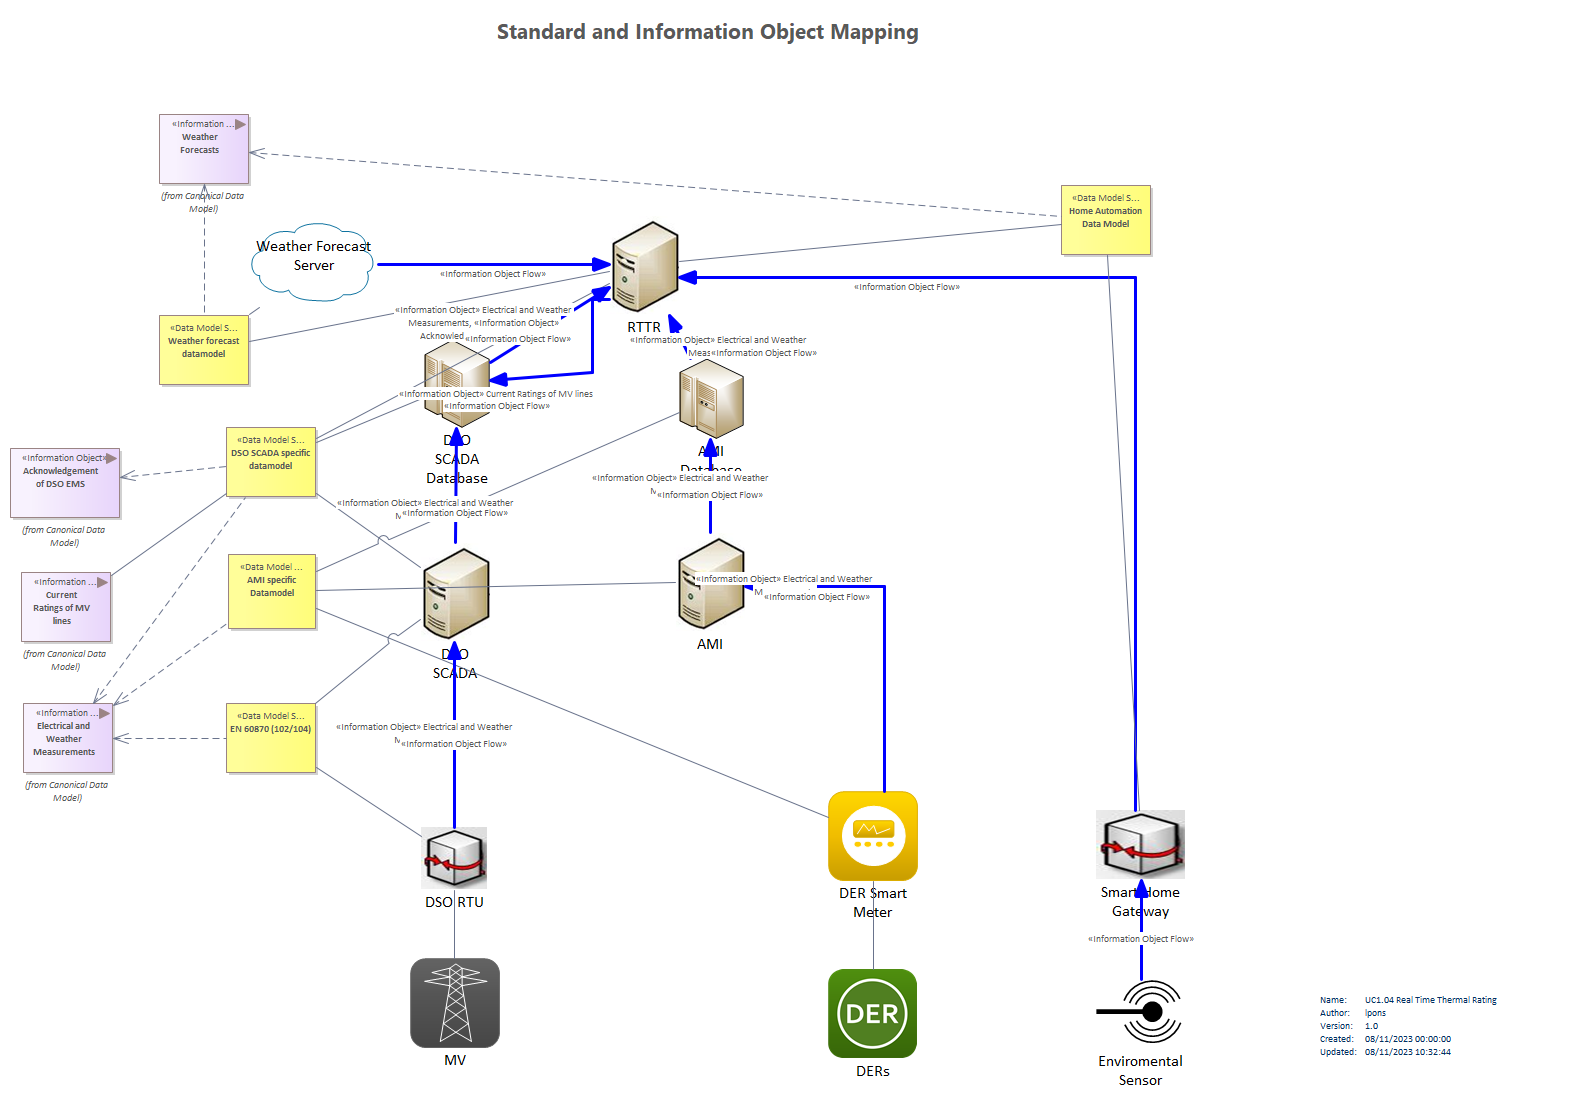 Standard and Information Object Mapping
«Information ...
Weather
Forecasts
(from Canonical Data
Model)
«Data Model S...
Home Automation
Data Model
Weather Forecast
Server
«Information Object Flow»
«Information Object Flow»
«Information Object» Electrical and Weather
Measurements, «Information Object»
Acknowled
«Information Object Flow»
RTTR
«Information Object» Electrical and Weather
Meas
«Information Object Flow»
«Data Model S...
Weather forecast
datamodel
«Information Object» Current Ratings of MV lines
«Information Object Flow»
«Data Model S...
DSO SCADA specific
datamodel
DSO
SCADA
Database
AMI
Database
«Information Object»
Acknowledgement
of DSO EMS
(from Canonical Data
Model)
«Information Object» Electrical and Weather
«Information Object Flow»
«Information Object» Electrical and Weather
«Information Object Flow»
«Data Model ...
AMI specific
Datamodel
«Information ...
Current
Ratings of MV
lines
(from Canonical Data
Model)
«Information Object» Electrical and Weather
M
«Information Object Flow»
AMI
DSO
SCADA
«Information ...
Electrical and
Weather
Measurements
(from Canonical Data
Model)
«Data Model S...
EN 60870 (102/104)
«Information Object» Electrical and Weather
«Information Object Flow»
DSO RTU
DER Smart
Meter
Smart Home
Gateway
«Information Object Flow»
MV
DER
DERs
Enviromental
Sensor
Name: UC1.04 Real Time Thermal Rating
Author: lpons
Version: 1.0
Created: 08/11/2023 00:00:00
Updated: 08/11/2023 10:32:44